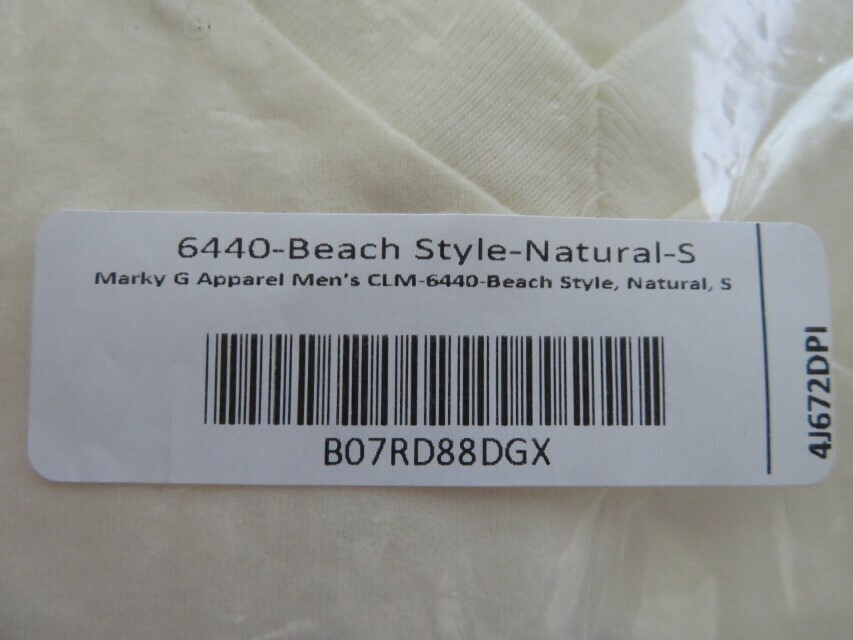 6440-Beach Style-Natural-S
Marky G Apparel Men's CLM-6440-Beach Style, Natural, S
B07RD88DGX
4J672DPI